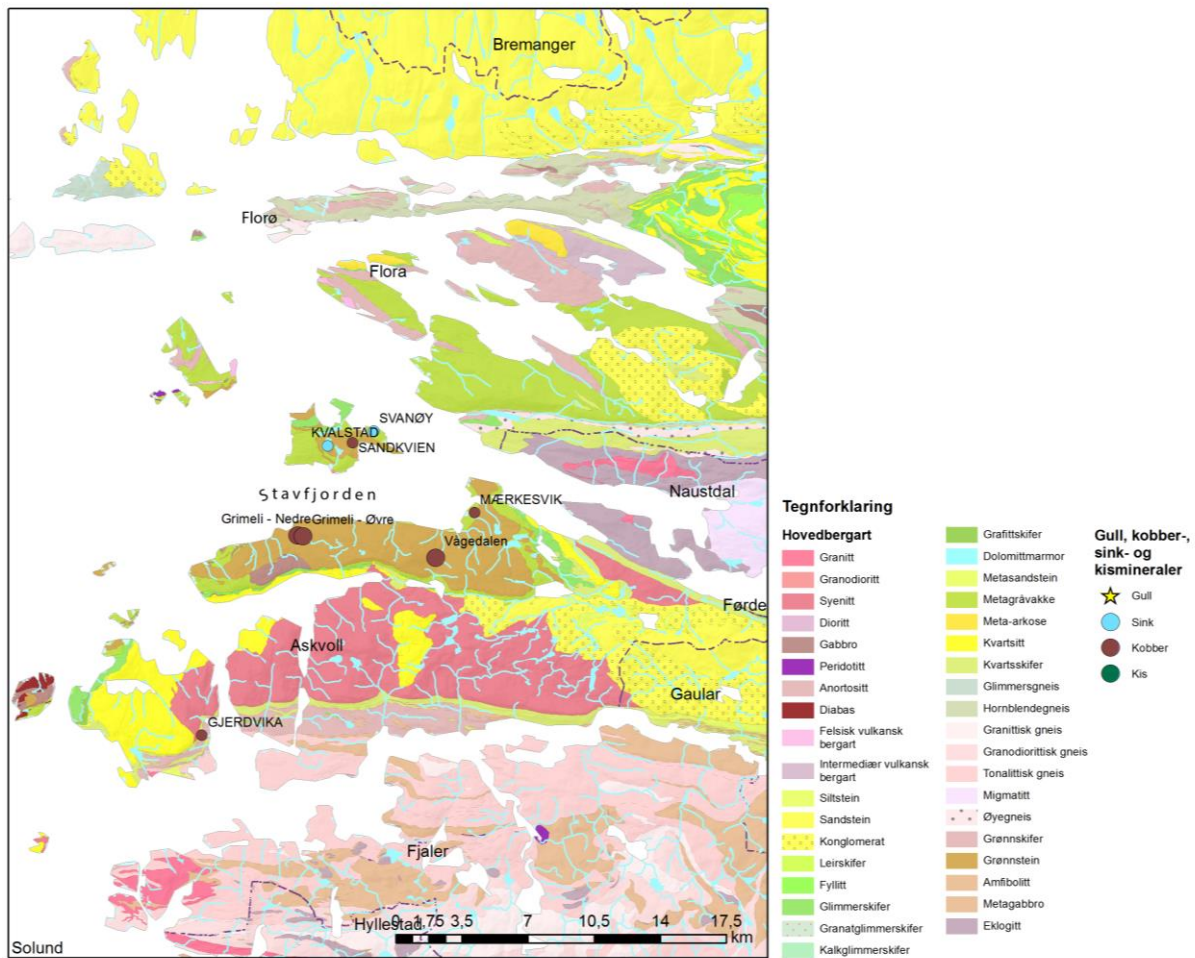 Bremanger
Florø
Flora
SVANØY
KVALSTAD
SANDKVIEN
Stavfjorden
MÆRKESVIK
Naustdal
Grimeli - Nedre
Grimeli - Øvre
Vågedalen
Førde
Askvoll
Gaular
GJERDVIKA
Fjaler
Hyllestad
0 1,75 3,5 7 10,5 14 17,5
km
Solund
Tegnforklaring
Hovedbergart
Granitt
Granodioritt
Syenitt
Dioritt
Gabbro
Peridotitt
Anortositt
Diabas
Felsisk vulkansk
bergart
Intermediær vulkansk
bergart
Siltstein
Sandstein
Konglomerat
Leirskifer
Fyllitt
Glimmerskifer
Granatglimmerskifer
Kalkglimmerskifer
Grafittskifer
Dolomittmarmor
Metasandstein
Metagråvakke
Meta-arkose
Kvartsitt
Kvartsskifer
Glimmersgneis
Hornblendegneis
Granittisk gneis
Granodiorittisk gneis
Tonalittisk gneis
Migmatitt
Øyegneis
Grønnskifer
Grønnstein
Amfibolitt
Metagabbro
Eklogitt
Gull, kobber-,
sink- og
kismineraler
Gull
Sink
Kobber
Kis